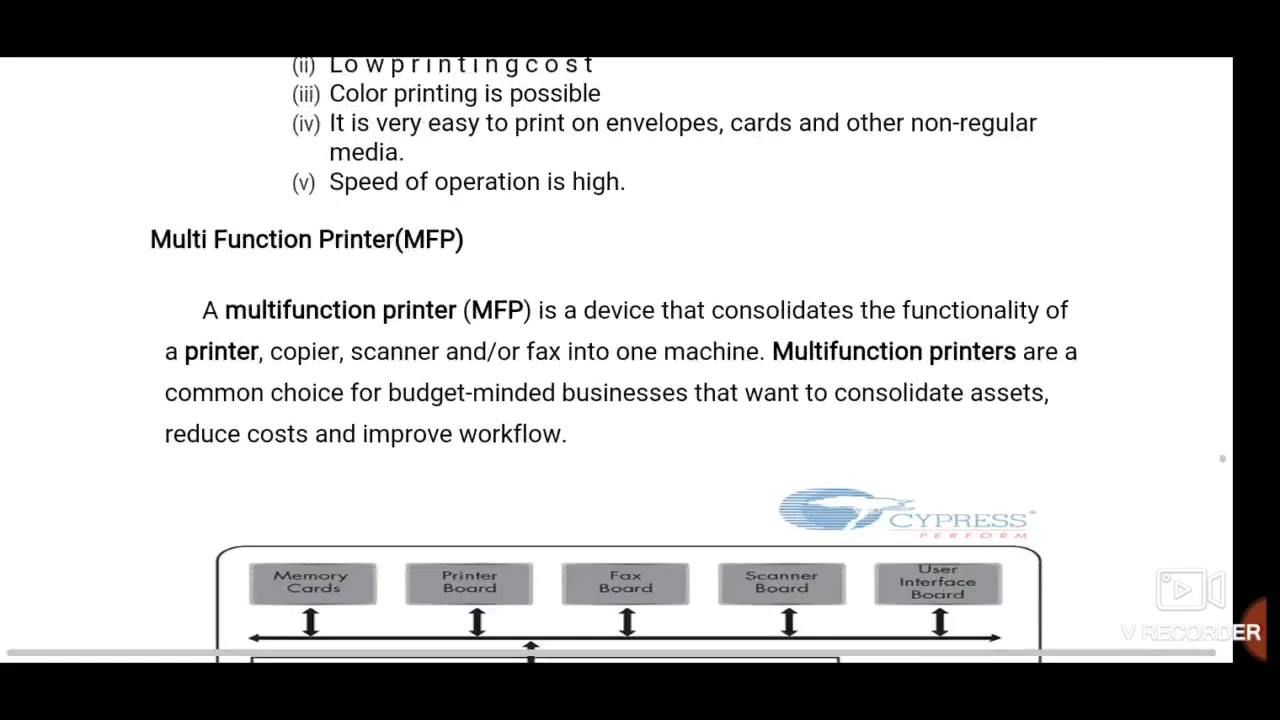 (ii) L o w p r i n t i n g c o s t
(iii) Color printing is possible
(iv) It is very easy to print on envelopes, cards and other non-regular
media.
(v) Speed of operation is high.
Multi Function Printer(MFP)
A multifunction printer (MFP) is a device that consolidates the functionality of
a printer, copier, scanner and/or fax into one machine. Multifunction printers are a
common choice for budget-minded businesses that want to consolidate assets,
reduce costs and improve workflow.
CYPRESS
PERFORM
Memory
Cards
Printer
Board
Fax
Board
Scanner
Board
User
Interface
Board
V RECORDER